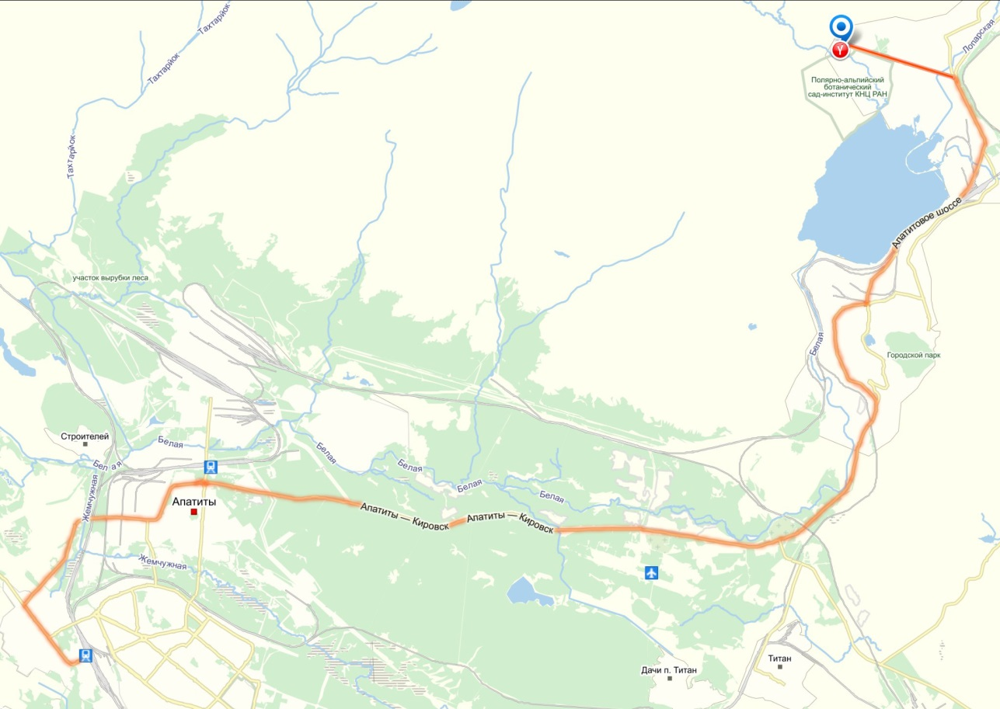 Тахтарйок
Лопарская
Тахтарйок
Полярно-альпийский
ботанический
сад-институт КНЦ РАН
Тахтарйок
Апатитовое шоссе
участок вырубки леса
Белая
Городской парк
Строителей
Белая
Белая
Белая
Белая
Белая
Белая
Жемчужная
Апатиты
Апатиты — Кировск
Апатиты — Кировск
Жемчужная
Титан
Дачи п. Титан